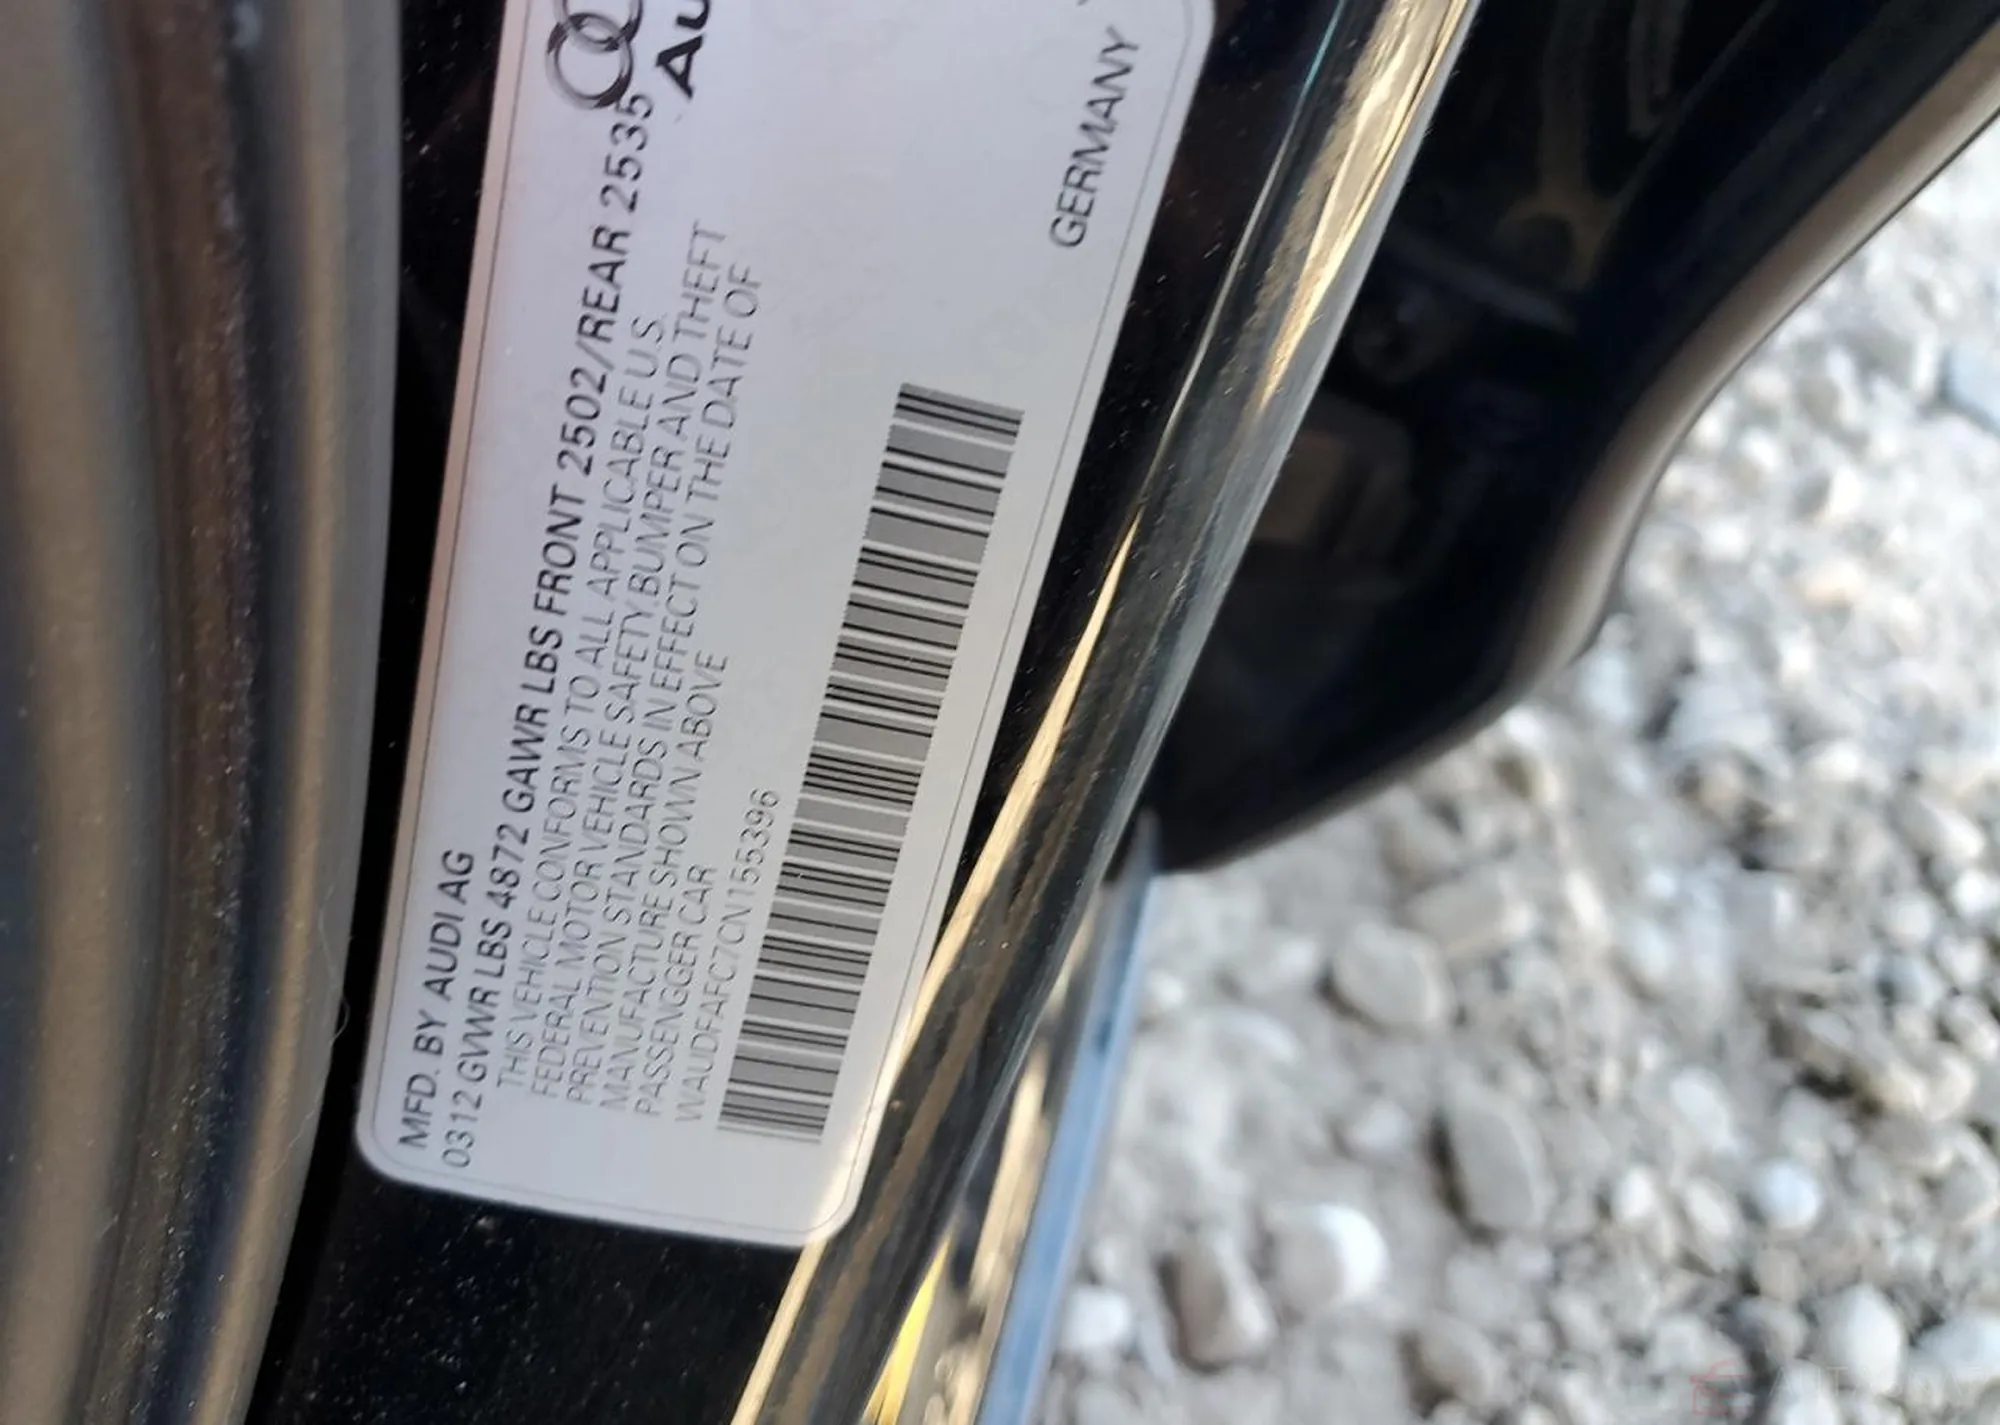 MFD. BY AUDI AG
0312 GVWR LBS 4872 GAWR LBS FRONT 2502/REAR 2535
THIS VEHICLE CONFORMS TO ALL APPLICABLE U.S.
FEDERAL MOTOR VEHICLE SAFETY,BUMPER AND THEFT
PREVENTION STANDARDS IN EFFECT ON THE DATE OF
MANUFACTURE SHOWN ABOVE
PASSENGGER CAR
WAUDFAFC7CN155396
Au
GERMANY